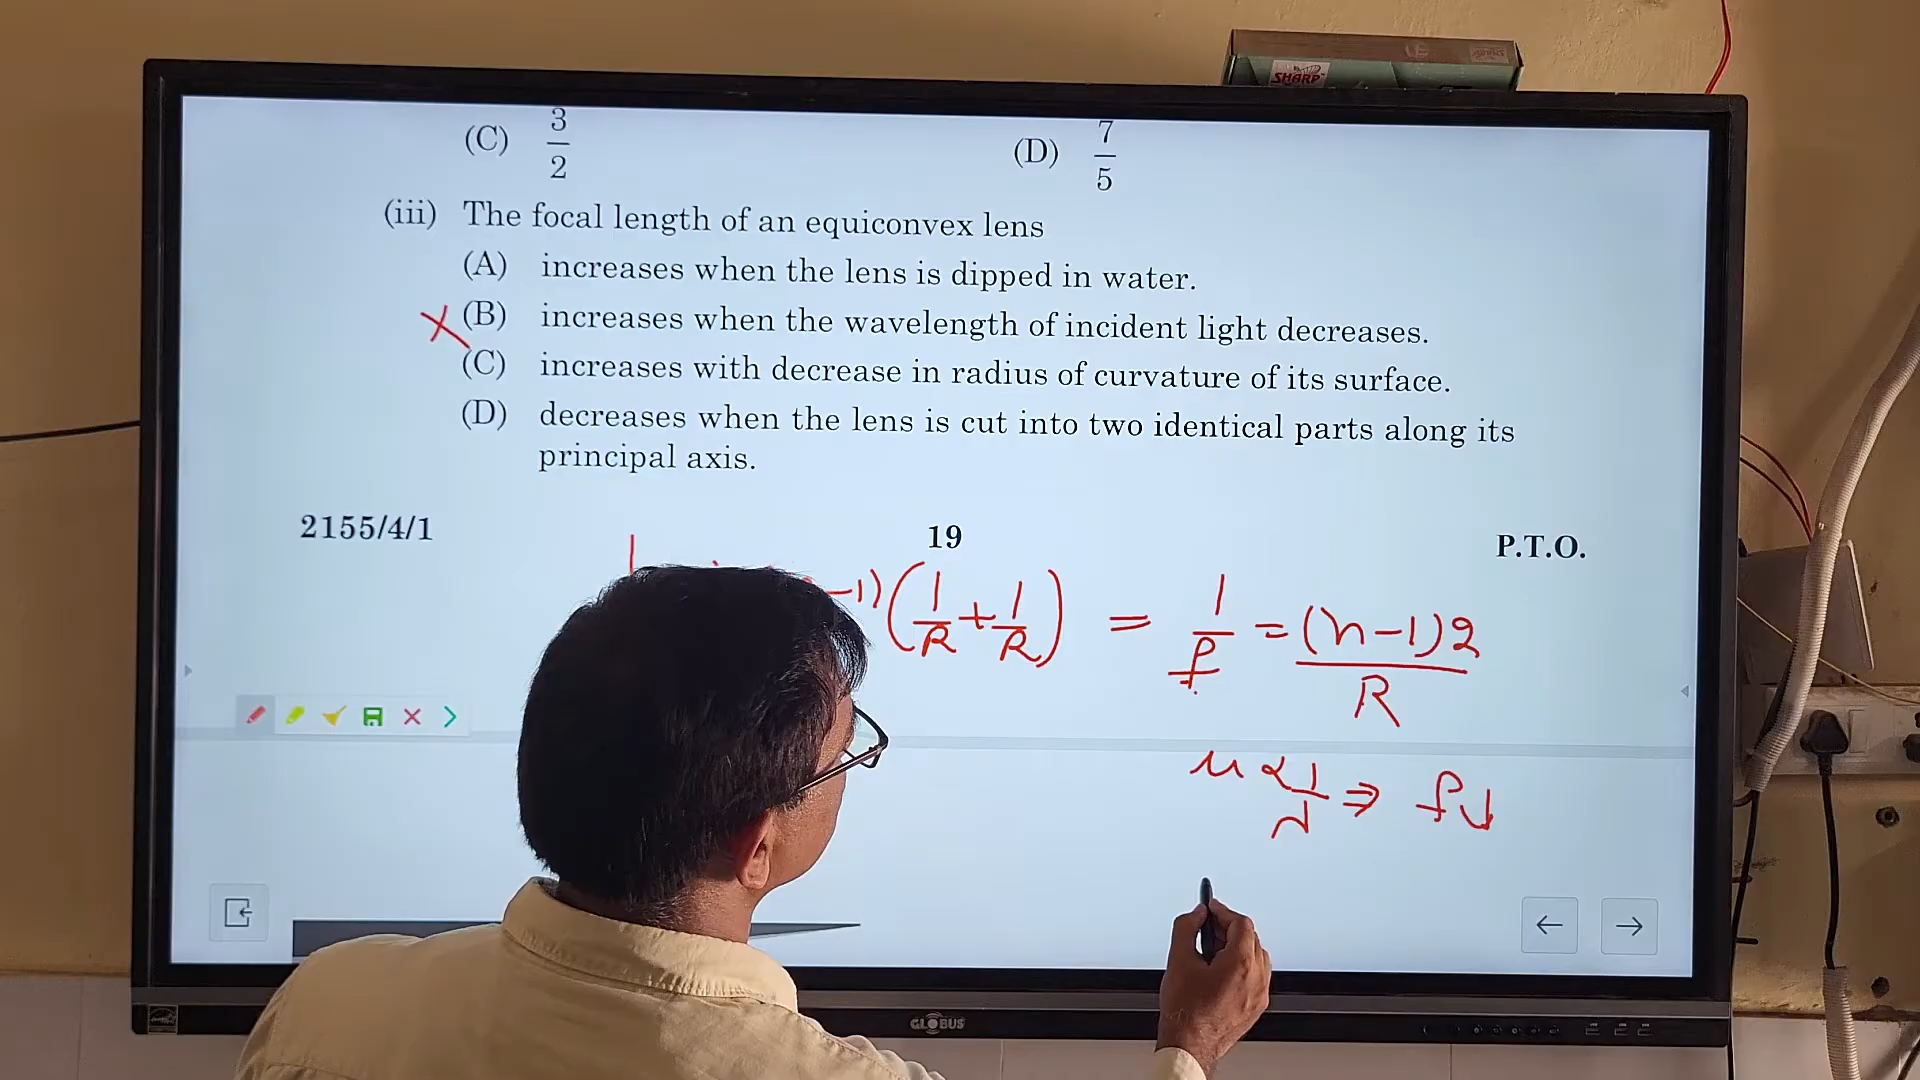 SHARP
(C) 3/2 (D) 7/5
(iii) The focal length of an equiconvex lens
(A) increases when the lens is dipped in water.
(B) increases when the wavelength of incident light decreases.
(C) increases with decrease in radius of curvature of its surface.
(D) decreases when the lens is cut into two identical parts along its
principal axis.
2155/4/1 19 P.T.O.
-1)(1/R + 1/R) = 1/f = (n-1)2/R
μ ∝ 1/λ ⇒ f↓
GLOBUS